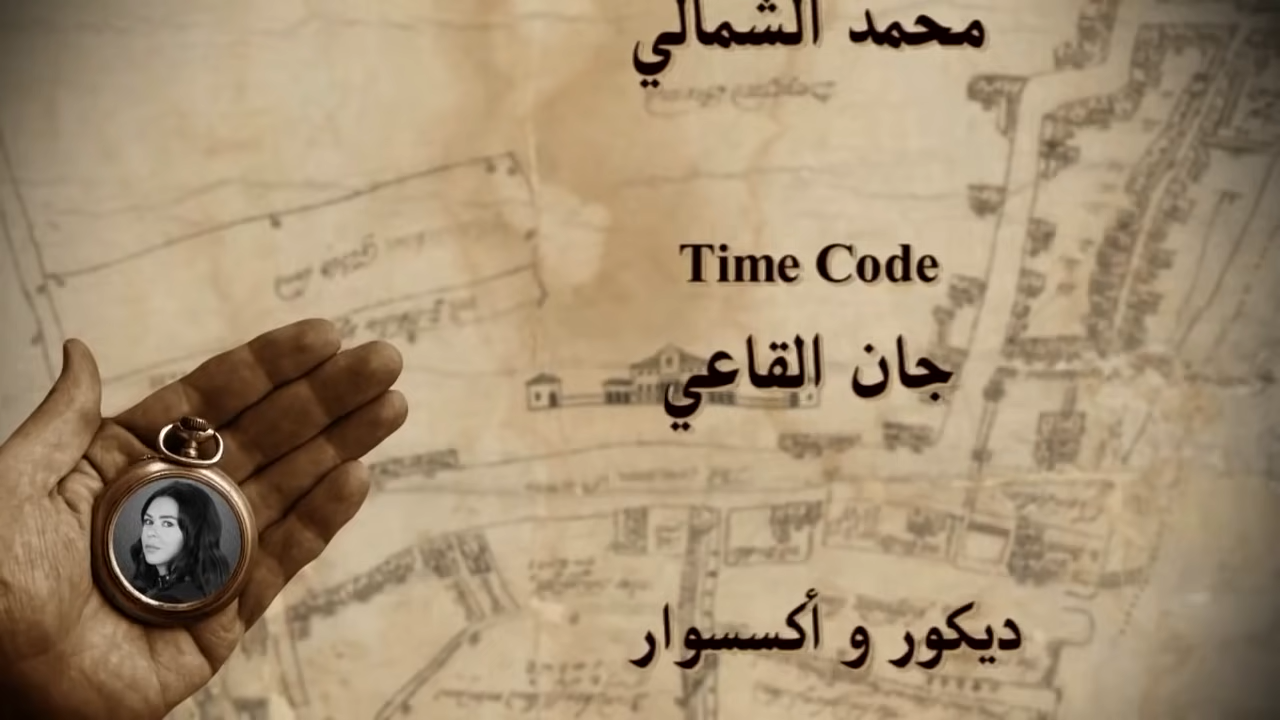 محمد الشمالي
Time Code
جان القاعي
ديكور و أكسسوار